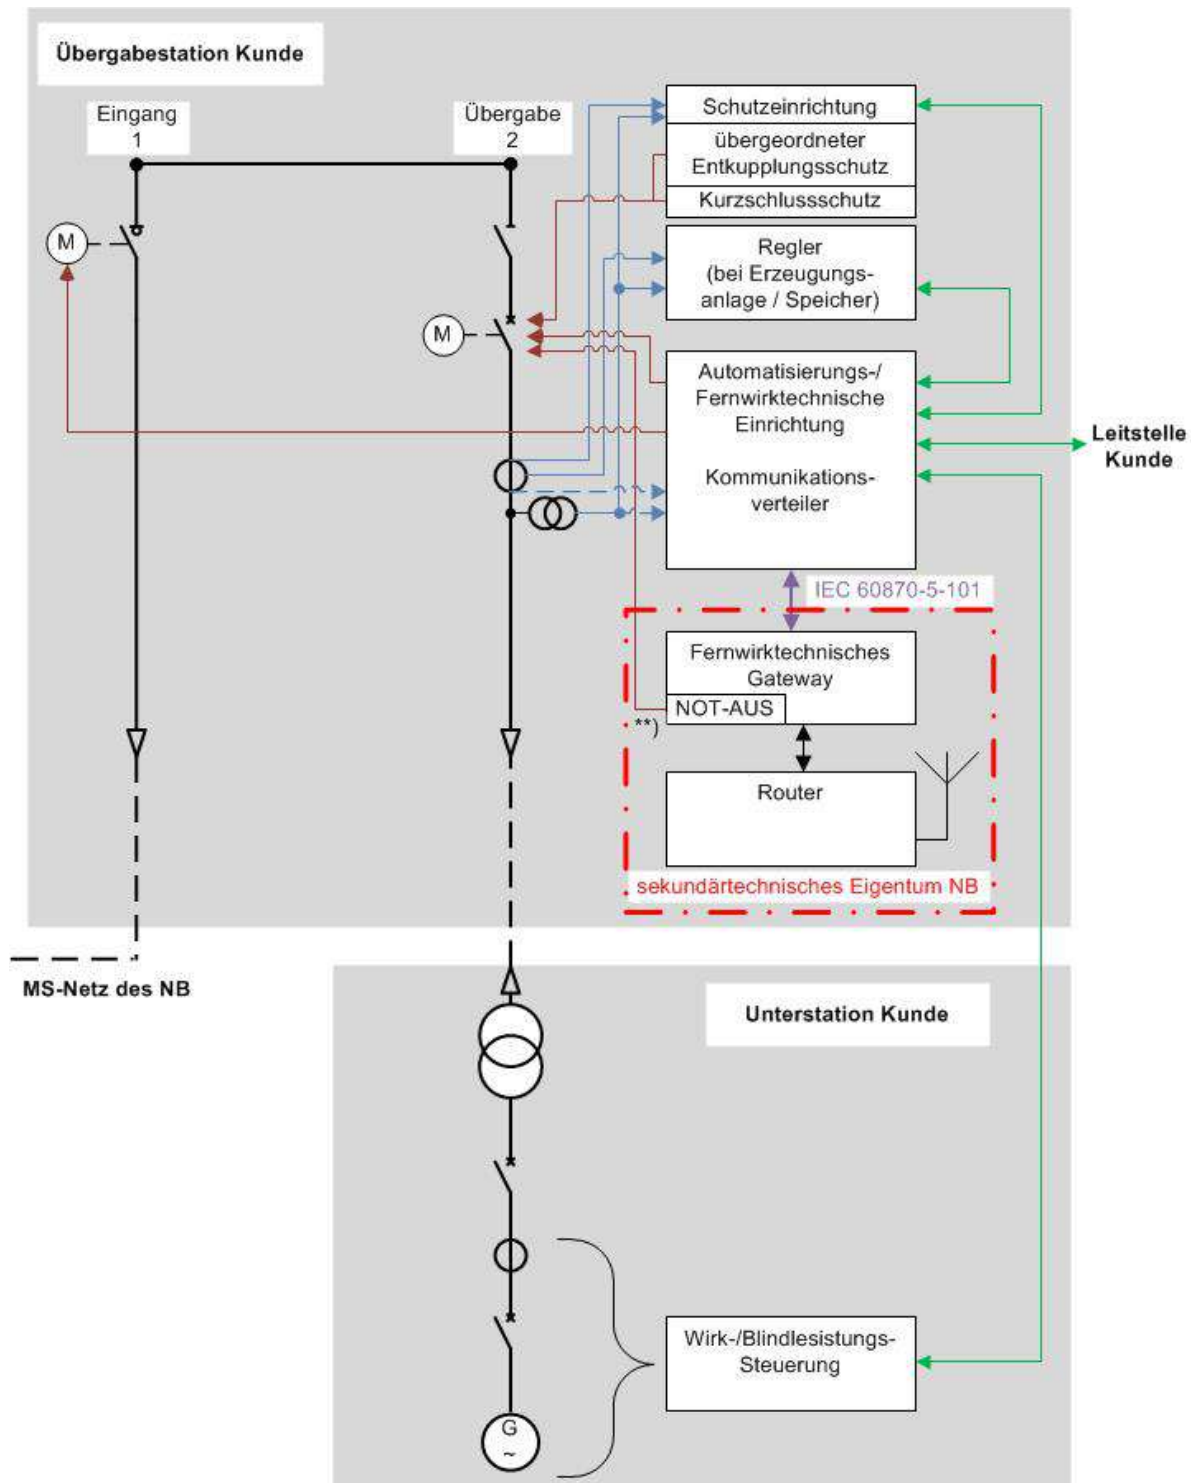 Übergabestation Kunde
Eingang
1
Übergabe
2
Schutzeinrichtung
übergeordneter
Entkupplungsschutz
Kurzschlussschutz
M
Regler
(bei Erzeugungs-
anlage / Speicher)
M
Automatisierungs-/
Fernwirktechnische
Einrichtung
Kommunikations-
verteiler
Leitstelle
Kunde
IEC 60870-5-101
Fernwirktechnisches
Gateway
NOT-AUS
**)
Router
sekundärtechnisches Eigentum NB
MS-Netz des NB
Unterstation Kunde
Wirk-/Blindlesistungs-
Steuerung
G
~